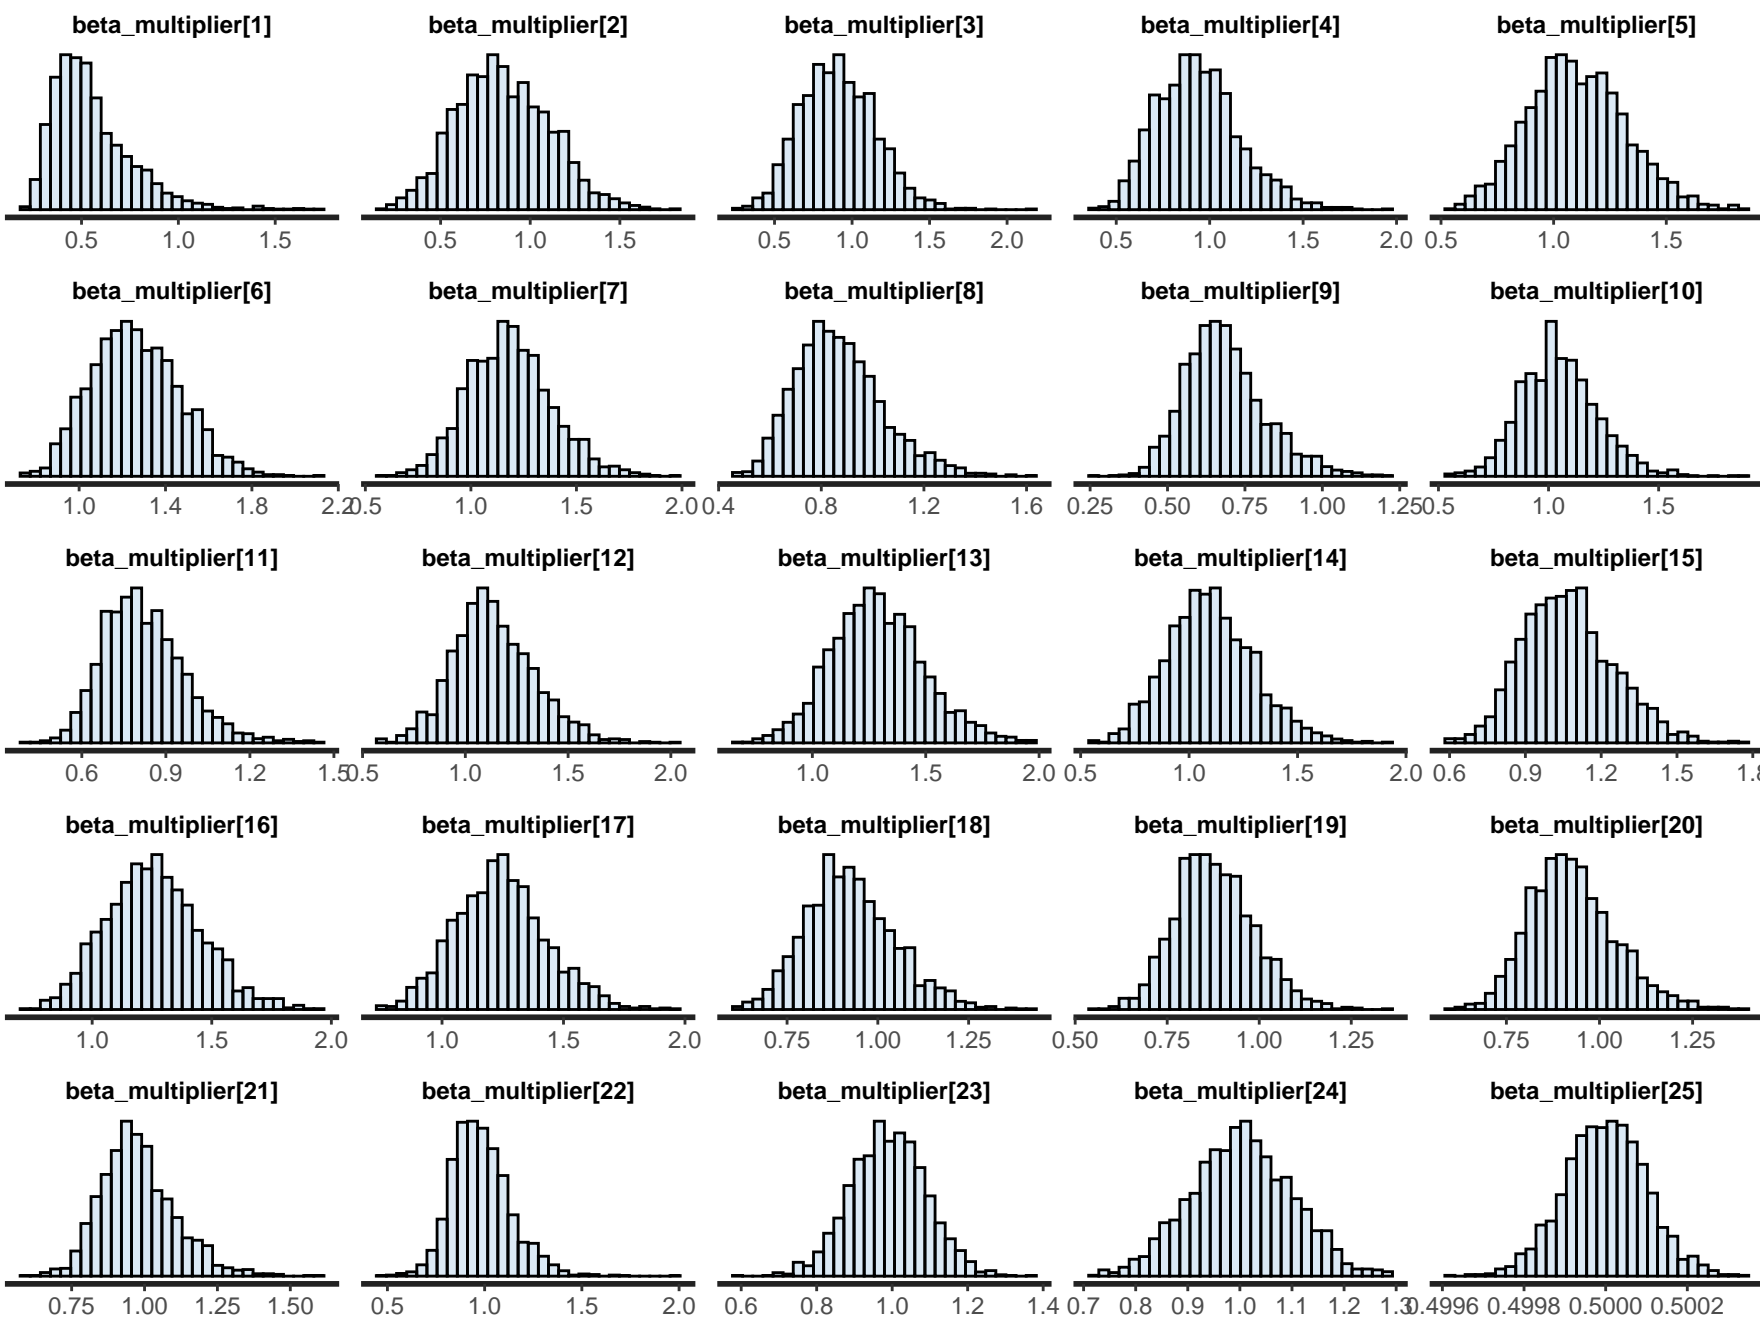 beta_multiplier[1] beta_multiplier[2] beta_multiplier[3] beta_multiplier[4] beta_multiplier[5]
0.5 1.0 1.5 0.5 1.0 1.5 0.5 1.0 1.5 2.0 0.5 1.0 1.5 2.0 0.5 1.0 1.5
beta_multiplier[6] beta_multiplier[7] beta_multiplier[8] beta_multiplier[9] beta_multiplier[10]
1.0 1.4 1.8 2.2 0.5 1.0 1.5 2.0 0.4 0.8 1.2 1.6 0.25 0.50 0.75 1.00 1.25 0.5 1.0 1.5
beta_multiplier[11] beta_multiplier[12] beta_multiplier[13] beta_multiplier[14] beta_multiplier[15]
0.6 0.9 1.2 1.5 0.5 1.0 1.5 2.0 1.0 1.5 2.0 0.5 1.0 1.5 2.0 0.6 0.9 1.2 1.5 1.8
beta_multiplier[16] beta_multiplier[17] beta_multiplier[18] beta_multiplier[19] beta_multiplier[20]
1.0 1.5 2.0 1.0 1.5 2.0 0.75 1.00 1.25 0.50 0.75 1.00 1.25 0.75 1.00 1.25
beta_multiplier[21] beta_multiplier[22] beta_multiplier[23] beta_multiplier[24] beta_multiplier[25]
0.75 1.00 1.25 1.50 0.5 1.0 1.5 2.0 0.6 0.8 1.0 1.2 1.4 0.7 0.8 0.9 1.0 1.1 1.2 1.3 0.4996 0.4998 0.5000 0.5002